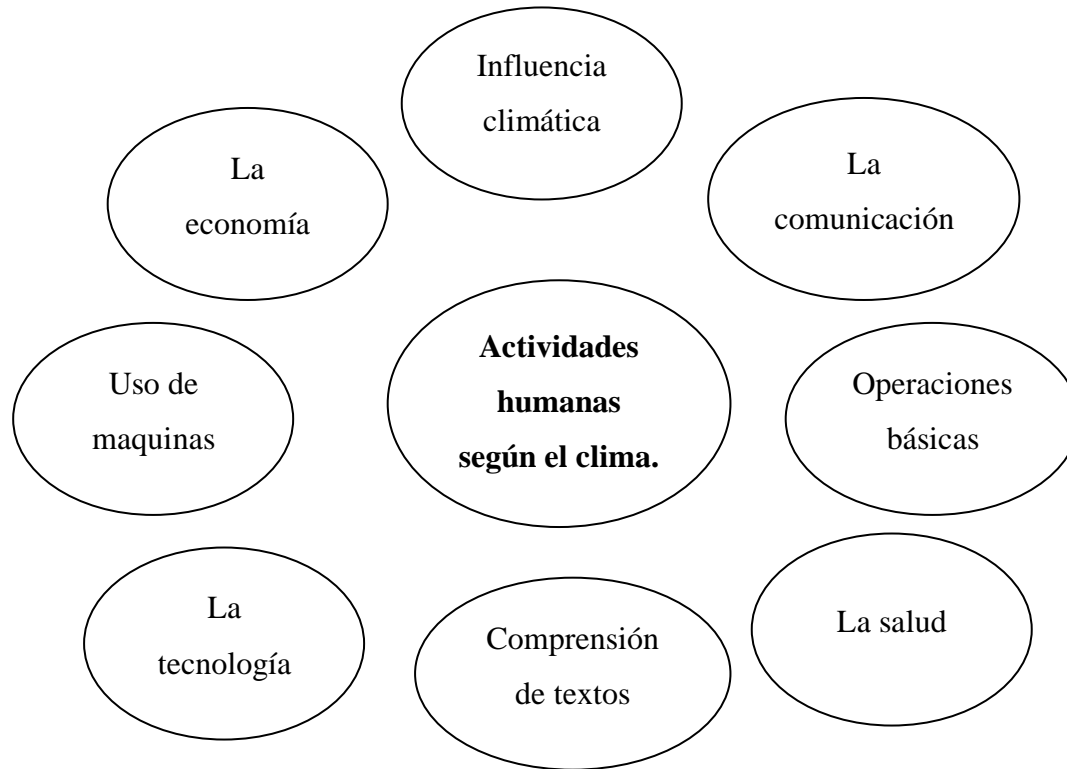 Influencia
climática
La
economía
La
comunicación
Uso de
maquinas
Actividades
humanas
según el clima.
Operaciones
básicas
La
tecnología
Comprensión
de textos
La salud